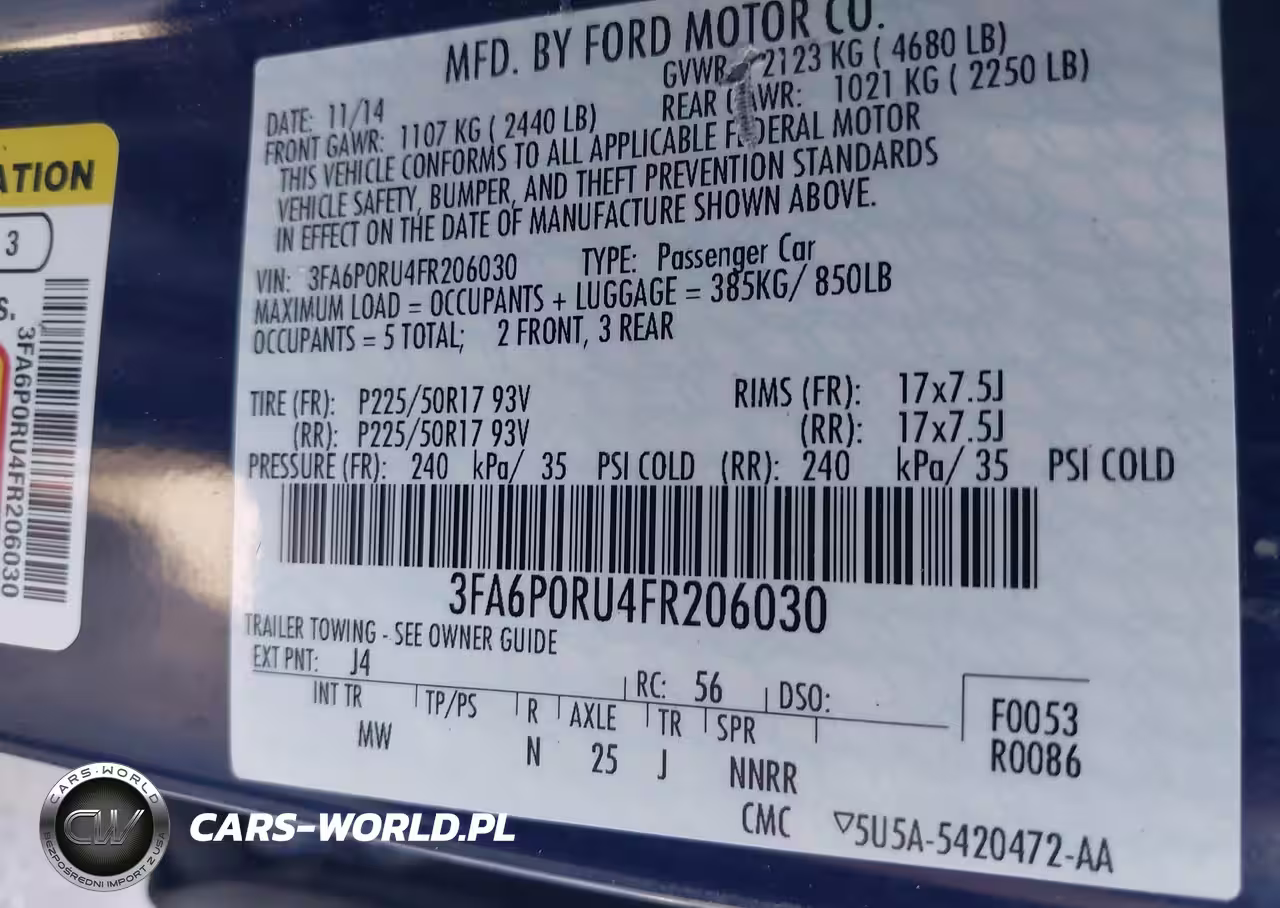 MFD. BY FORD MOTOR CO.
DATE: 11/14 GVWR: 2123 KG ( 4680 LB)
FRONT GAWR: 1107 KG ( 2440 LB) REAR GAWR: 1021 KG ( 2250 LB)
THIS VEHICLE CONFORMS TO ALL APPLICABLE FEDERAL MOTOR
VEHICLE SAFETY, BUMPER, AND THEFT PREVENTION STANDARDS
IN EFFECT ON THE DATE OF MANUFACTURE SHOWN ABOVE.
VIN: 3FA6P0RU4FR206030 TYPE: Passenger Car
MAXIMUM LOAD = OCCUPANTS + LUGGAGE = 385KG/ 850LB
OCCUPANTS = 5 TOTAL; 2 FRONT, 3 REAR
TIRE (FR): P225/50R17 93V RIMS (FR): 17x7.5J
(RR): P225/50R17 93V (RR): 17x7.5J
PRESSURE (FR): 240 kPa/ 35 PSI COLD (RR): 240 kPa/ 35 PSI COLD
3FA6P0RU4FR206030
TRAILER TOWING - SEE OWNER GUIDE
EXT PNT: J4 RC: 56 DSO:
INT TR TP/PS R AXLE TR SPR
MW N 25 J NNRR
CMC
F0053
R0086
▽5U5A-5420472-AA
ATION
3
S.
3FA6P0RU4FR206030
CARS-WORLD
CW
BEZPOŚREDNI IMPORT Z USA
CARS-WORLD.PL